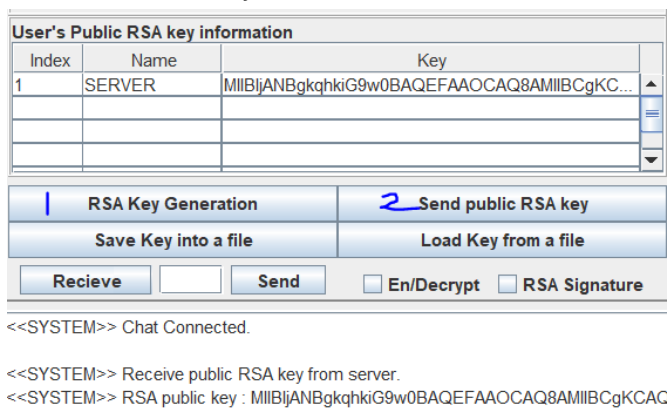 User's Public RSA key information
Index Name Key
1 SERVER MIIBIjANBgkqhkiG9w0BAQEFAAOCAQ8AMIIBCgKC...
1 RSA Key Generation 2 Send public RSA key
Save Key into a file Load Key from a file
Recieve Send En/Decrypt RSA Signature
<<SYSTEM>> Chat Connected.
<<SYSTEM>> Receive public RSA key from server.
<<SYSTEM>> RSA public key : MIIBIjANBgkqhkiG9w0BAQEFAAOCAQ8AMIIBCgKCAQ